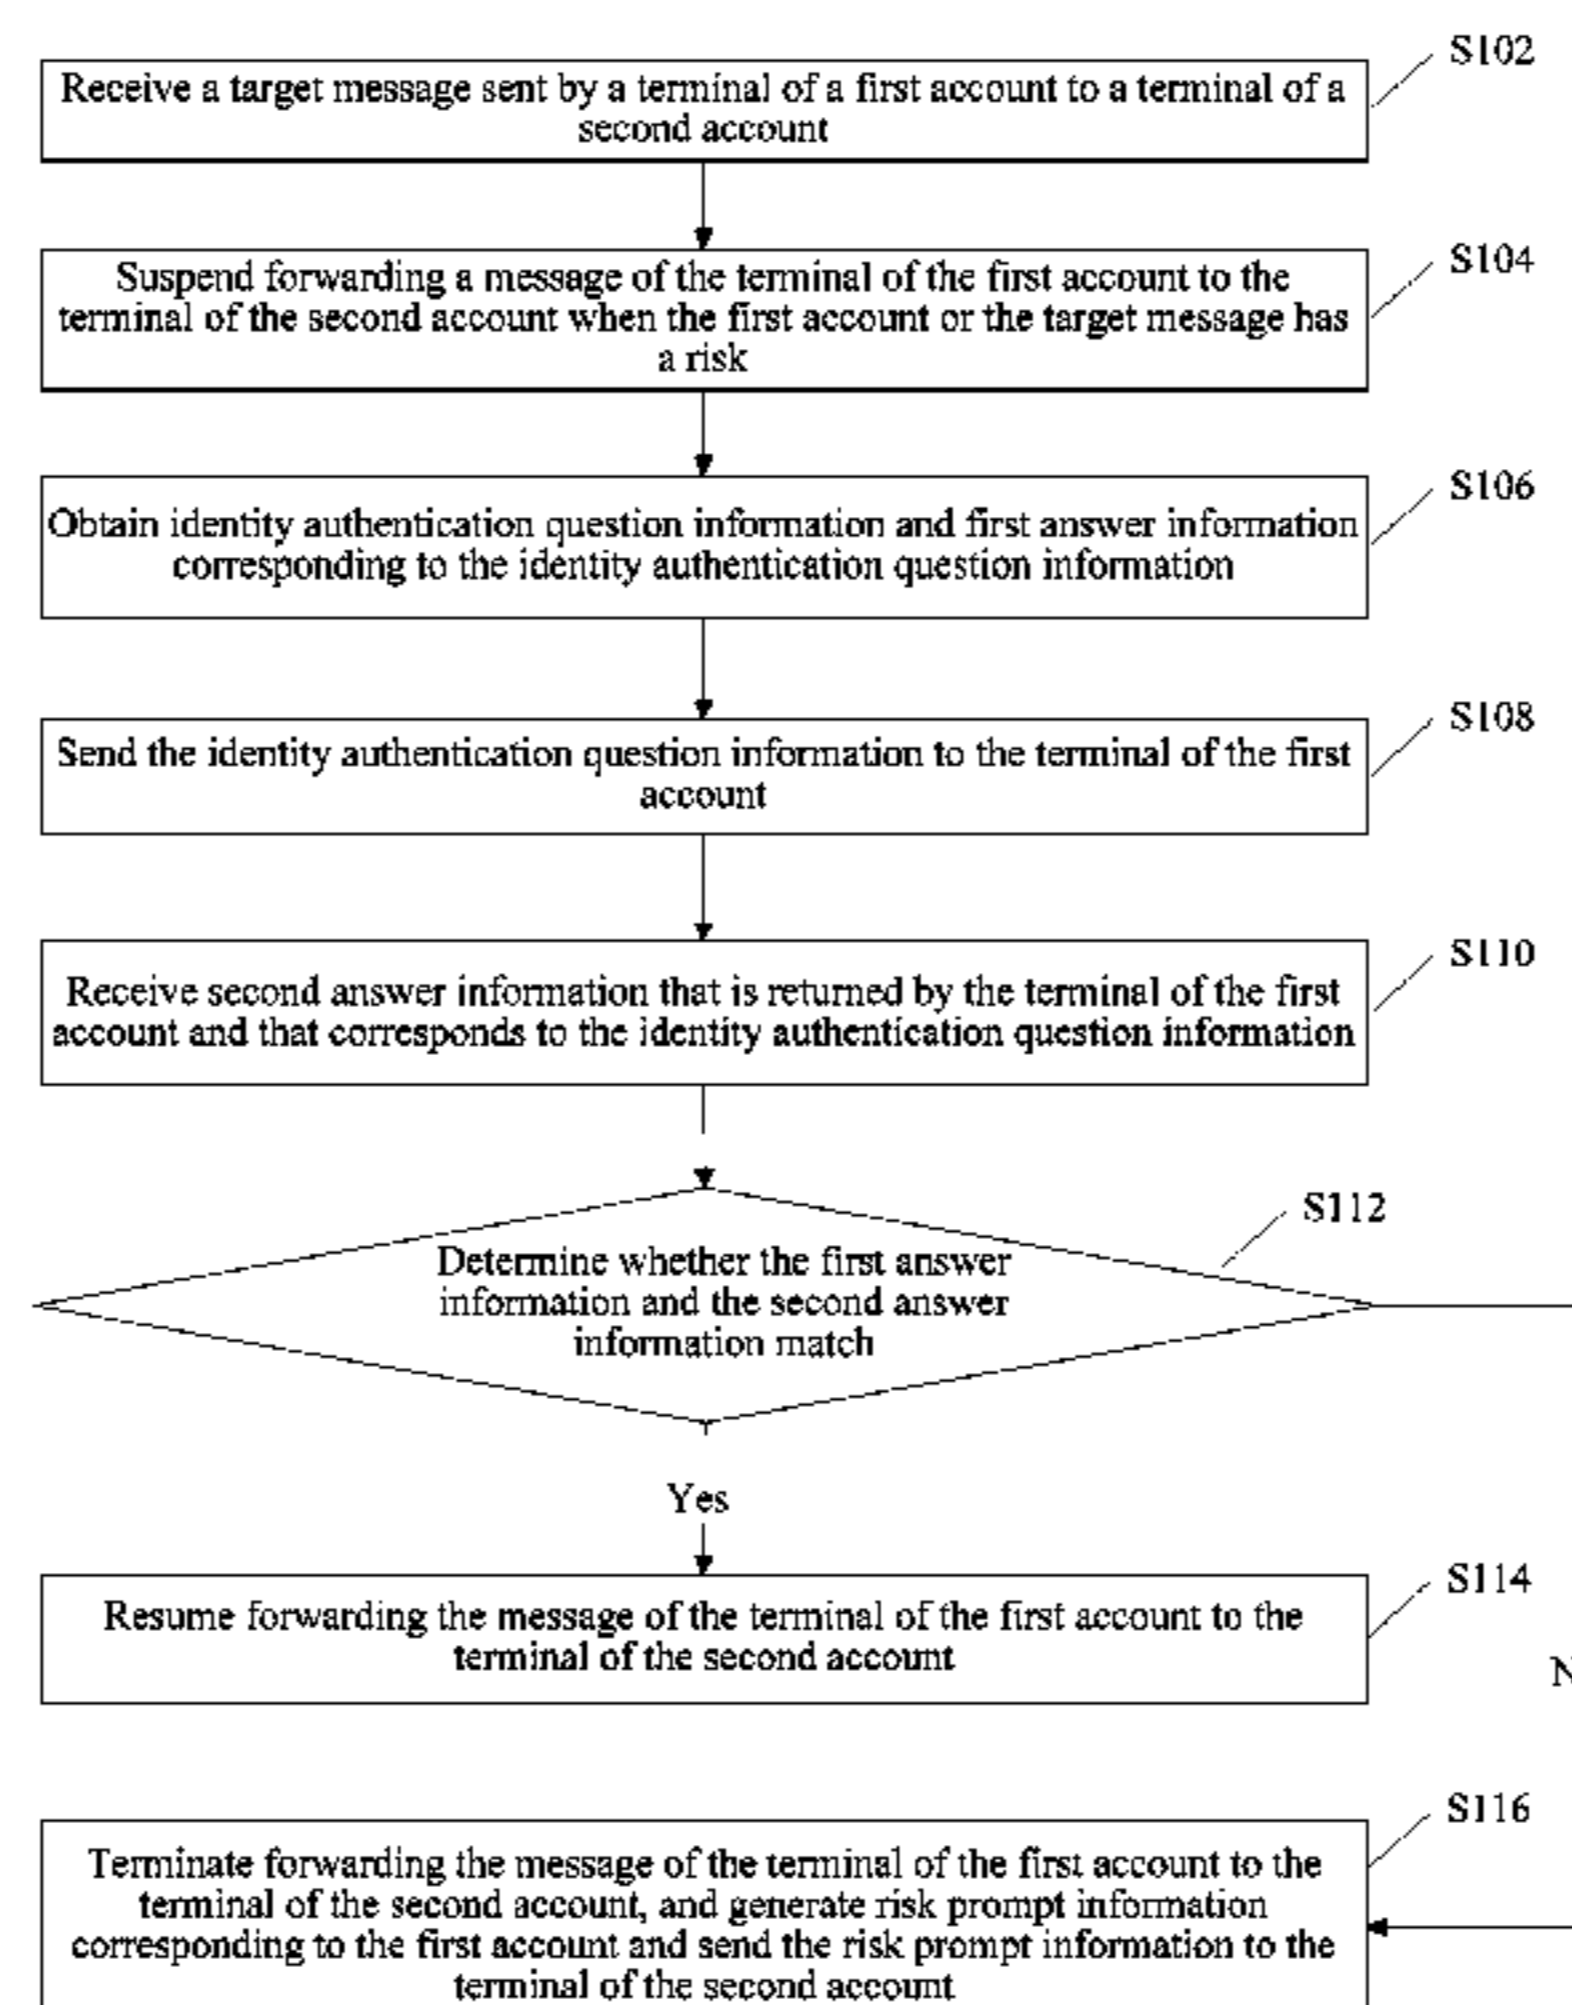 S102
Receive a target message sent by a terminal of a first account to a terminal of a
second account
S104
Suspend forwarding a message of the terminal of the first account to the
terminal of the second account when the first account or the target message has
a risk
S106
Obtain identity authentication question information and first answer information
corresponding to the identity authentication question information
S108
Send the identity authentication question information to the terminal of the first
account
S110
Receive second answer information that is returned by the terminal of the first
account and that corresponds to the identity authentication question information
S112
Determine whether the first answer
information and the second answer
information match
Yes
S114
Resume forwarding the message of the terminal of the first account to the
terminal of the second account
N
S116
Terminate forwarding the message of the terminal of the first account to the
terminal of the second account, and generate risk prompt information
corresponding to the first account and send the risk prompt information to the
terminal of the second account